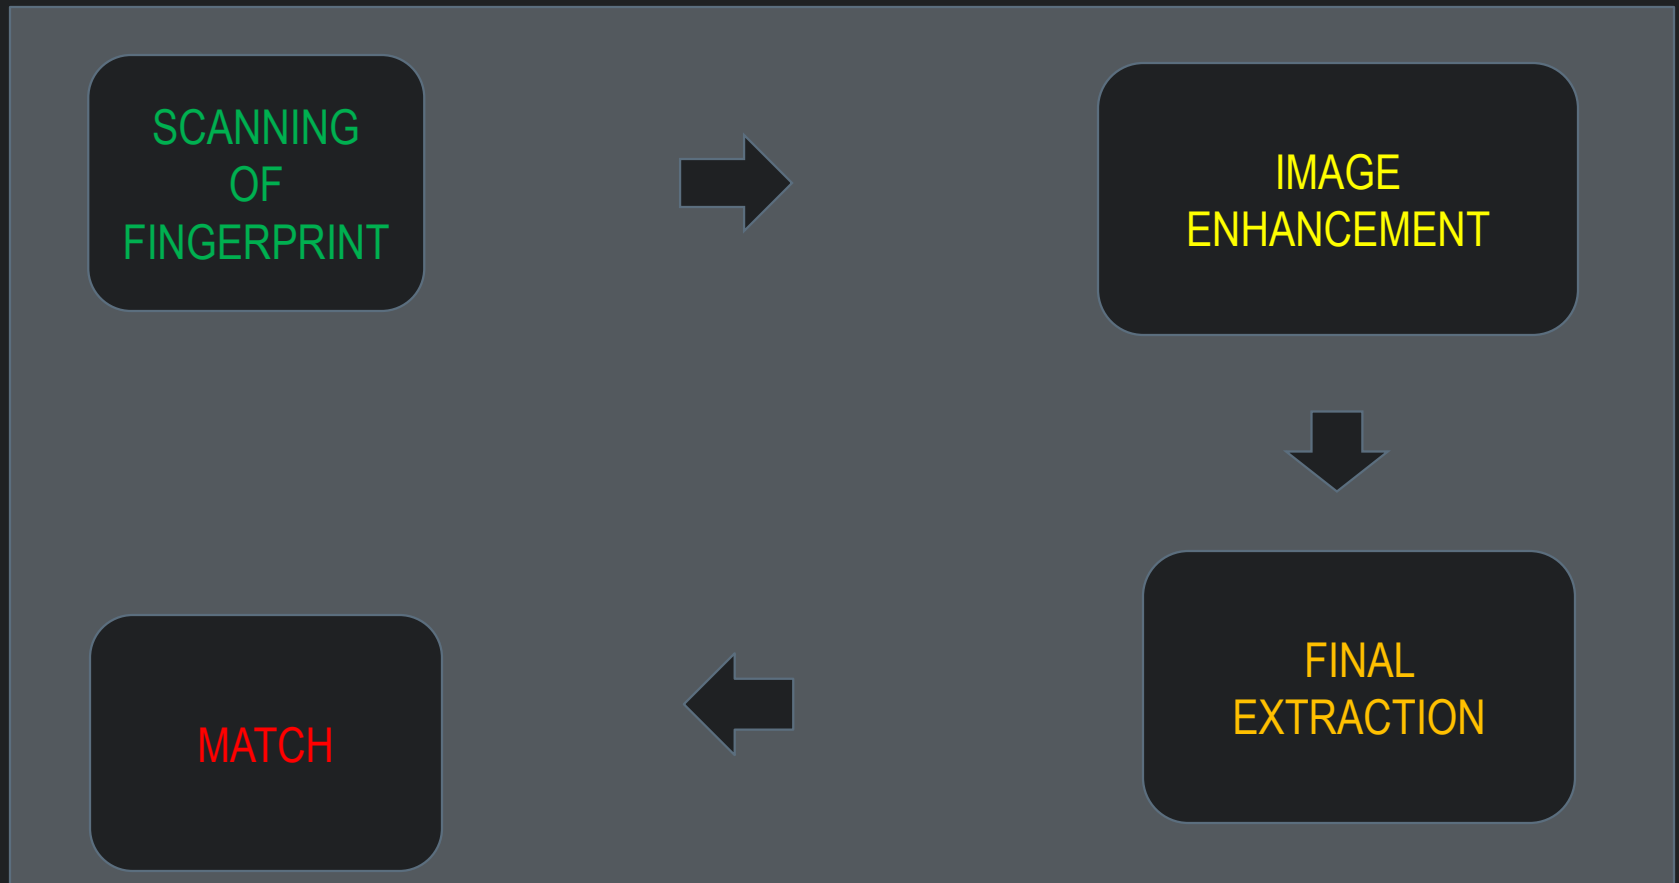 SCANNING
OF
FINGERPRINT
IMAGE
ENHANCEMENT
FINAL
EXTRACTION
MATCH